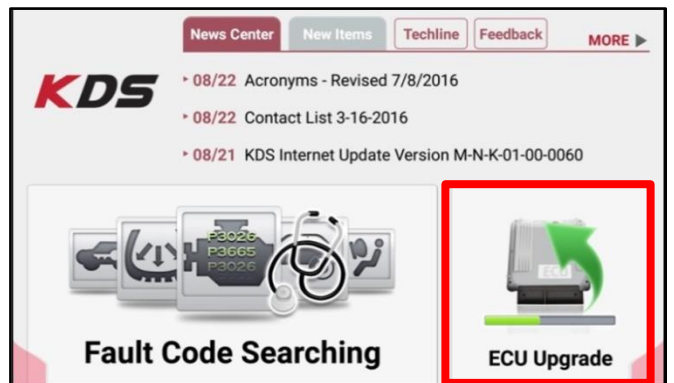 News Center New Items Techline Feedback MORE
KDS
08/22 Acronyms - Revised 7/8/2016
08/22 Contact List 3-16-2016
08/21 KDS Internet Update Version M-N-K-01-00-0060
P3026
P3665
P3026
ECU
Fault Code Searching
ECU Upgrade